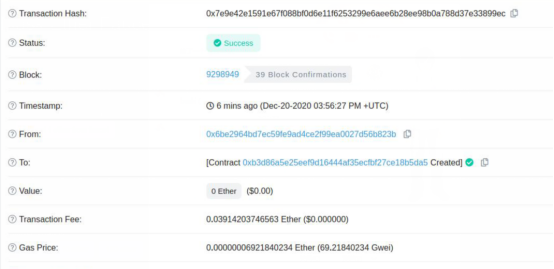 Transaction Hash: 0x7e9e42e1591e67f088bf0d6e11f6253299e6aee6b28ee98b0a788d37e33899ec
Status: Success
Block: 9298949 39 Block Confirmations
Timestamp: 6 mins ago (Dec-20-2020 03:56:27 PM +UTC)
From: 0x6be2964bd7ec59fe9ad4ce2f99ea0027d56b823b
To: [Contract 0xb3d86a5e25eef9d16444af35ecfbf27ce18b5da5 Created]
Value: 0 Ether ($0.00)
Transaction Fee: 0.03914203746563 Ether ($0.000000)
Gas Price: 0.00000006921840234 Ether (69.21840234 Gwei)